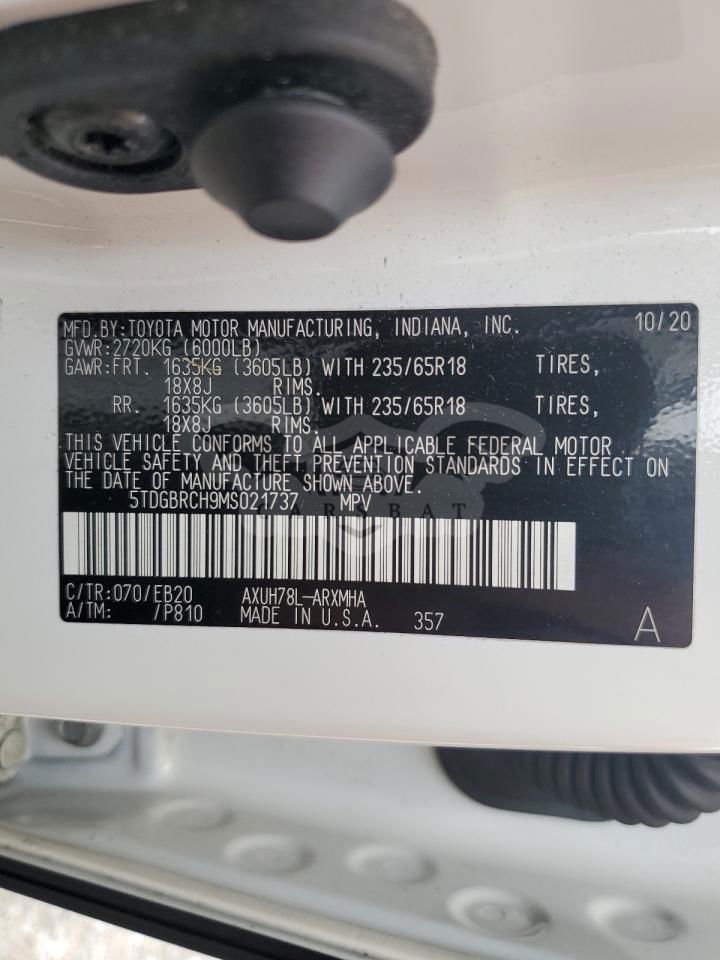 MFD.BY:TOYOTA MOTOR MANUFACTURING, INDIANA, INC. 10/20
GVWR:2720KG (6000LB)
GAWR:FRT. 1635KG (3605LB) WITH 235/65R18 TIRES,
18X8J RIMS.
RR. 1635KG (3605LB) WITH 235/65R18 TIRES,
18X8J RIMS.
THIS VEHICLE CONFORMS TO ALL APPLICABLE FEDERAL MOTOR
VEHICLE SAFETY AND THEFT PREVENTION STANDARDS IN EFFECT ON
THE DATE OF MANUFACTURE SHOWN ABOVE.
5TDGBRCH9MS021737 MPV
CARSBAT
C/TR:070/EB20 AXUH78L-ARXMHA
A/TM: /P810 MADE IN U.S.A. 357 A